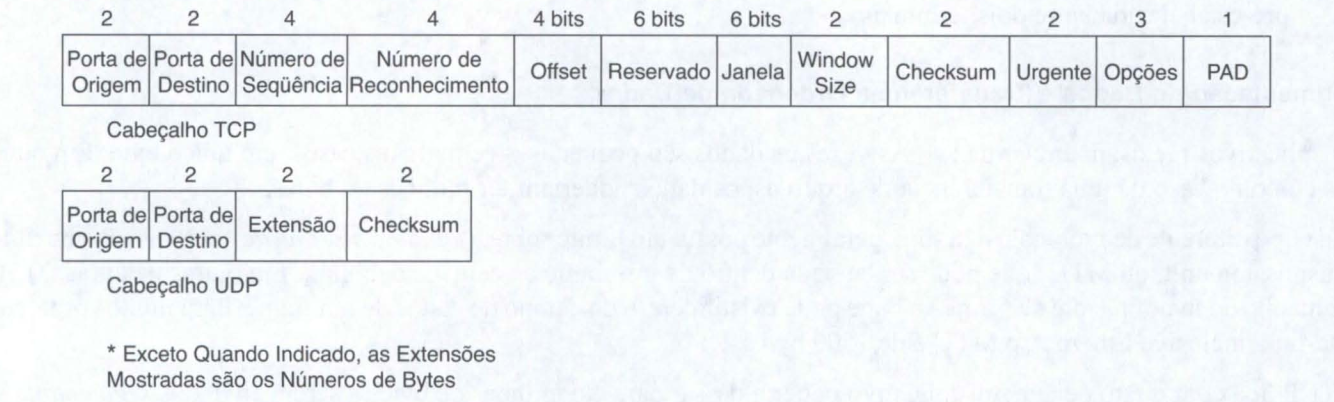 2 2 4 4 4 bits 6 bits 6 bits 2 2 2 3 1
Porta de Origem Porta de Destino Número de Seqüência Número de Reconhecimento Offset Reservado Janela Window Size Checksum Urgente Opções PAD
Cabeçalho TCP
2 2 2 2
Porta de Origem Porta de Destino Extensão Checksum
Cabeçalho UDP
* Exceto Quando Indicado, as Extensões
Mostradas são os Números de Bytes